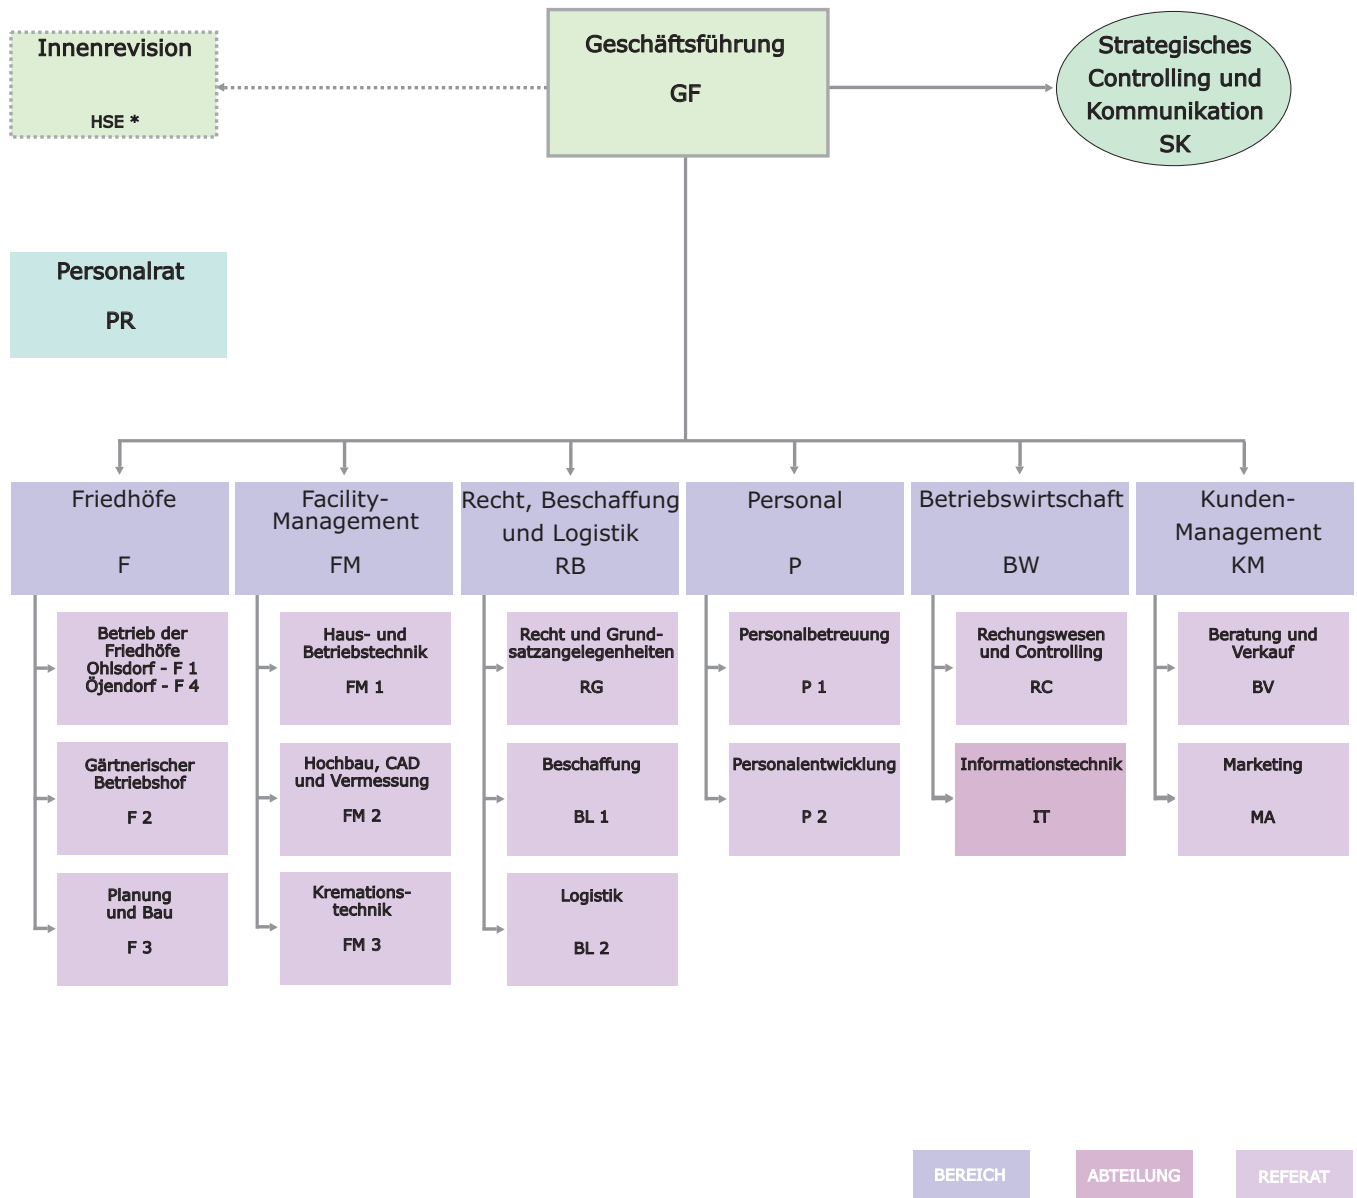 Innenrevision
HSE *
Geschäftsführung
GF
Strategisches
Controlling und
Kommunikation
SK
Personalrat
PR
Friedhöfe
F
Facility-
Management
FM
Recht, Beschaffung
und Logistik
RB
Personal
P
Betriebswirtschaft
BW
Kunden-
Management
KM
Betrieb der
Friedhöfe
Ohlsdorf - F 1
Öjendorf - F 4
Haus- und
Betriebstechnik
FM 1
Recht und Grund-
satzangelegenheiten
RG
Personalbetreuung
P 1
Rechungswesen
und Controlling
RC
Beratung und
Verkauf
BV
Gärtnerischer
Betriebshof
F 2
Hochbau, CAD
und Vermessung
FM 2
Beschaffung
BL 1
Personalentwicklung
P 2
Informationstechnik
IT
Marketing
MA
Planung
und Bau
F 3
Kremations-
technik
FM 3
Logistik
BL 2
BEREICH
ABTEILUNG
REFERAT